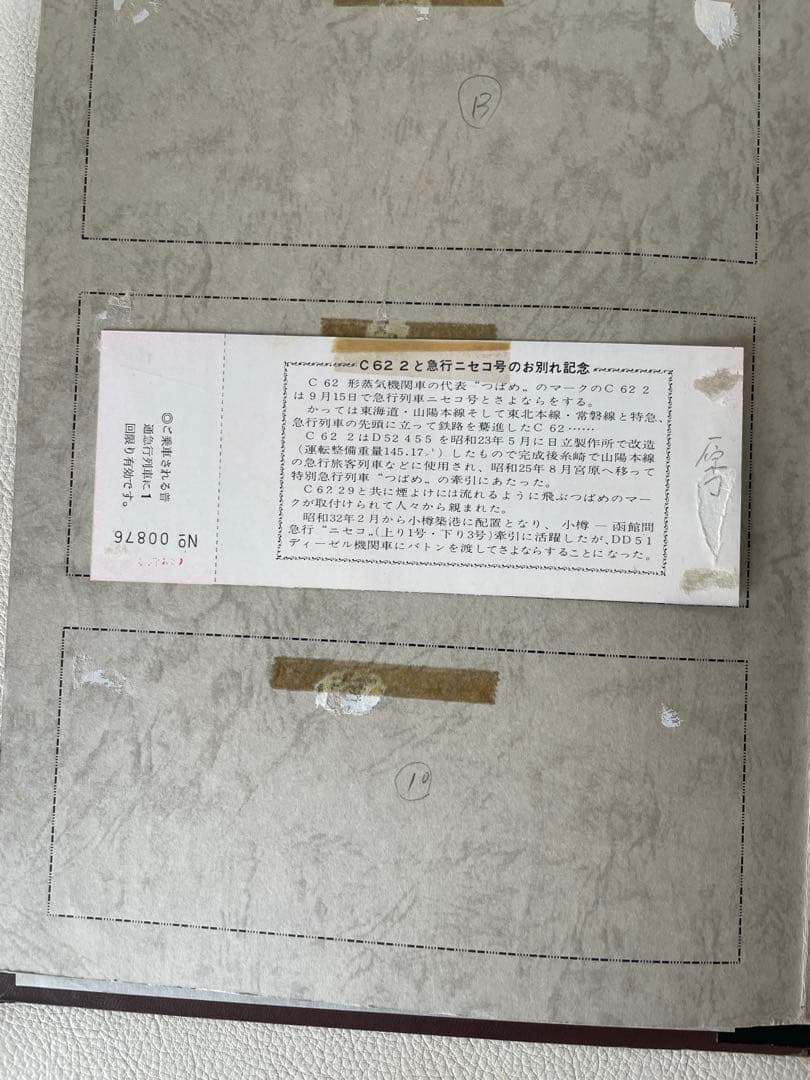 13
C62 2と急行ニセコ号のお別れ記念
C 62 形蒸気機関車の代表“つばめ„のマークのC 62 2
は9月15日で急行列車ニセコ号とさよならをする。
かっては東海道・山陽本線そして東北本線・常磐線と特急、
急行列車の先頭に立って鉄路を驀進したC 62……
C 62 2はD52 455を昭和23年5月に日立製作所で改造
(運転整備重量145.17㌧)したもので完成後糸崎で山陽本線
の急行旅客列車などに使用され、昭和25年8月宮原へ移って
特別急行列車“つばめ„の牽引にあたった。
C62 29と共に煙よけには流れるように飛ぶつばめのマー
クが取付けられて人々から親まれた。
昭和32年2月から小樽築港に配置となり、小樽 ― 函館間
急行“ニセコ„(上り1号・下り3号)牽引に活躍したが、DD51
ディーゼル機関車にバトンを渡してさよならすることになった。
◎ご乗車される普
通急行列車に1
回限り有効です。
№ 00876
10